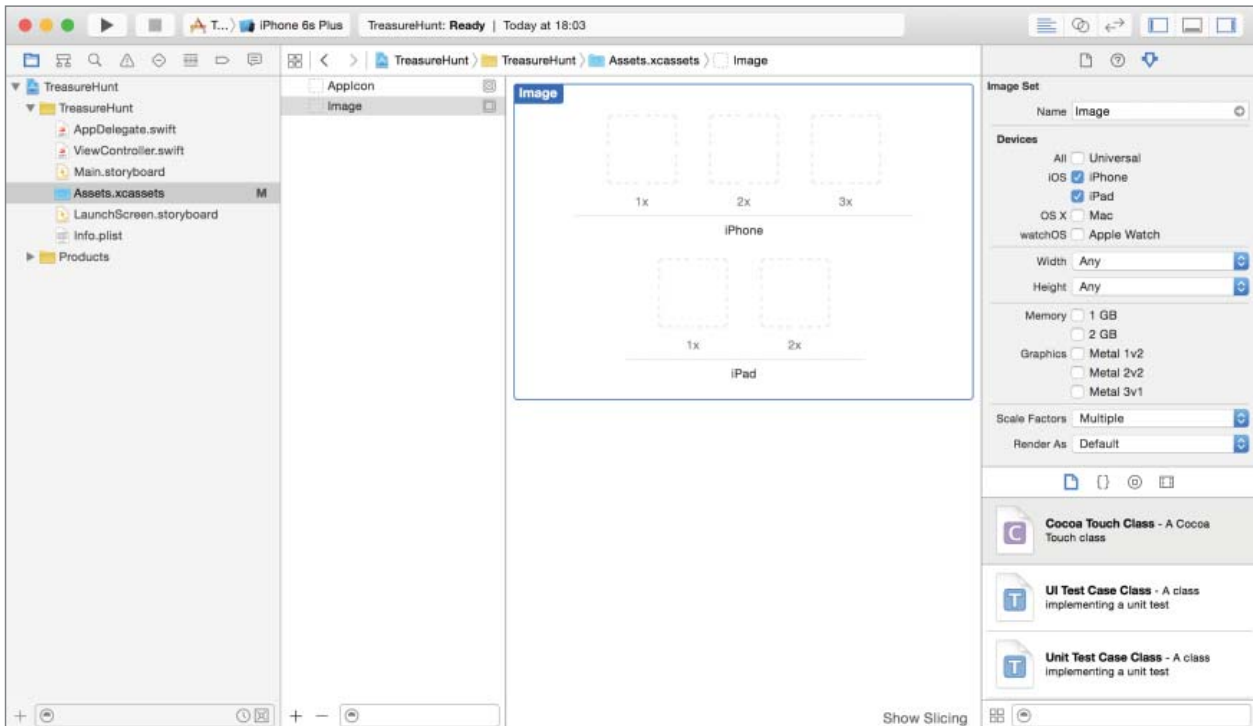 T...〉 iPhone 6s Plus TreasureHunt: Ready | Today at 18:03
TreasureHunt 〉 TreasureHunt 〉 Assets.xcassets 〉 Image
TreasureHunt
TreasureHunt
AppDelegate.swift
ViewController.swift
Main.storyboard
Assets.xcassets M
LaunchScreen.storyboard
Info.plist
Products
AppIcon
Image
Image
1x 2x 3x
iPhone
1x 2x
iPad
Show Slicing
Image Set
Name Image
Devices
All Universal
iOS iPhone
iPad
OS X Mac
watchOS Apple Watch
Width Any
Height Any
Memory 1 GB
2 GB
Graphics Metal 1v2
Metal 2v2
Metal 3v1
Scale Factors Multiple
Render As Default
{}
C
Cocoa Touch Class - A Cocoa
Touch class
T
UI Test Case Class - A class
implementing a unit test
T
Unit Test Case Class - A class
implementing a unit test